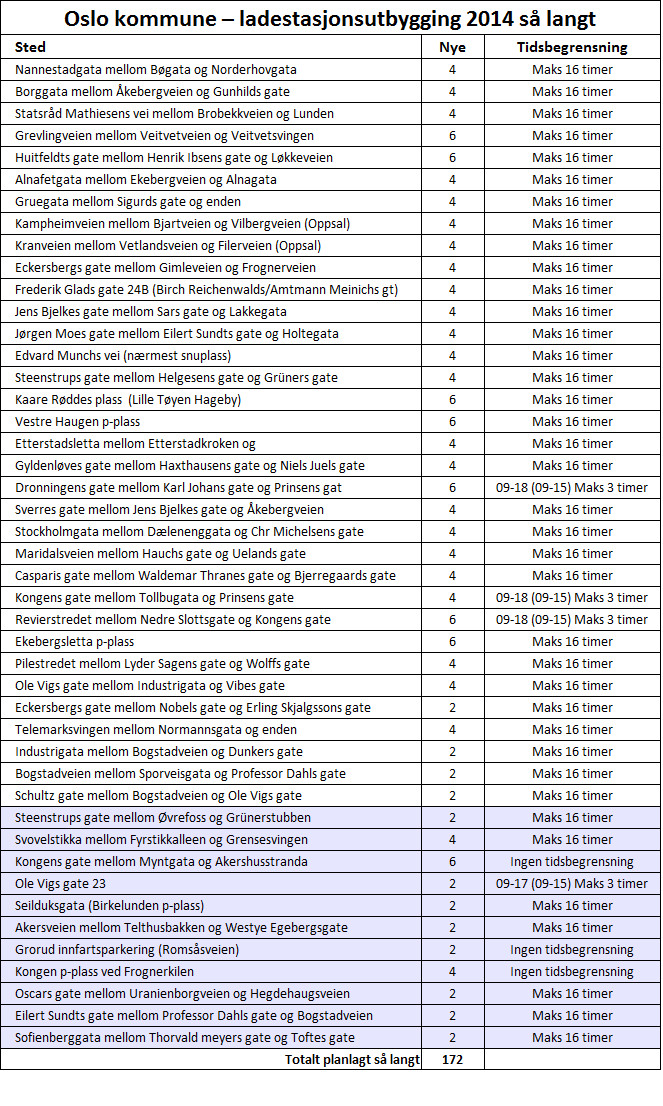 Oslo kommune – ladestasjonsutbygging 2014 så langt
Sted Nye Tidsbegrensning
Nannestadgata mellom Bøgata og Norderhovgata 4 Maks 16 timer
Borggata mellom Åkebergveien og Gunhilds gate 4 Maks 16 timer
Statsråd Mathiesens vei mellom Brobekkveien og Lunden 4 Maks 16 timer
Grevlingveien mellom Veitvetveien og Veitvetsvingen 6 Maks 16 timer
Huitfeldts gate mellom Henrik Ibsens gate og Løkkeveien 6 Maks 16 timer
Alnafetgata mellom Ekebergveien og Alnagata 4 Maks 16 timer
Gruegata mellom Sigurds gate og enden 4 Maks 16 timer
Kampheimveien mellom Bjartveien og Vilbergveien (Oppsal) 4 Maks 16 timer
Kranveien mellom Vetlandsveien og Filerveien (Oppsal) 4 Maks 16 timer
Eckersbergs gate mellom Gimleveien og Frognerveien 4 Maks 16 timer
Frederik Glads gate 24B (Birch Reichenwalds/Amtmann Meinichs gt) 4 Maks 16 timer
Jens Bjelkes gate mellom Sars gate og Lakkegata 4 Maks 16 timer
Jørgen Moes gate mellom Eilert Sundts gate og Holtegata 4 Maks 16 timer
Edvard Munchs vei (nærmest snuplass) 4 Maks 16 timer
Steenstrups gate mellom Helgesens gate og Grüners gate 4 Maks 16 timer
Kaare Røddes plass (Lille Tøyen Hageby) 6 Maks 16 timer
Vestre Haugen p-plass 6 Maks 16 timer
Etterstadsletta mellom Etterstadkroken og 4 Maks 16 timer
Gyldenløves gate mellom Haxthausens gate og Niels Juels gate 4 Maks 16 timer
Dronningens gate mellom Karl Johans gate og Prinsens gat 6 09-18 (09-15) Maks 3 timer
Sverres gate mellom Jens Bjelkes gate og Åkebergveien 4 Maks 16 timer
Stockholmgata mellom Dælenenggata og Chr Michelsens gate 4 Maks 16 timer
Maridalsveien mellom Hauchs gate og Uelands gate 4 Maks 16 timer
Casparis gate mellom Waldemar Thranes gate og Bjerregaards gate 4 Maks 16 timer
Kongens gate mellom Tollbugata og Prinsens gate 4 09-18 (09-15) Maks 3 timer
Revierstredet mellom Nedre Slottsgate og Kongens gate 6 09-18 (09-15) Maks 3 timer
Ekebergsletta p-plass 6 Maks 16 timer
Pilestredet mellom Lyder Sagens gate og Wolffs gate 4 Maks 16 timer
Ole Vigs gate mellom Industrigata og Vibes gate 4 Maks 16 timer
Eckersbergs gate mellom Nobels gate og Erling Skjalgssons gate 2 Maks 16 timer
Telemarksvingen mellom Normannsgata og enden 4 Maks 16 timer
Industrigata mellom Bogstadveien og Dunkers gate 2 Maks 16 timer
Bogstadveien mellom Sporveisgata og Professor Dahls gate 2 Maks 16 timer
Schultz gate mellom Bogstadveien og Ole Vigs gate 2 Maks 16 timer
Steenstrups gate mellom Øvrefoss og Grünerstubben 2 Maks 16 timer
Svovelstikka mellom Fyrstikkalleen og Grensesvingen 4 Maks 16 timer
Kongens gate mellom Myntgata og Akershusstranda 6 Ingen tidsbegrensning
Ole Vigs gate 23 2 09-17 (09-15) Maks 3 timer
Seilduksgata (Birkelunden p-plass) 2 Maks 16 timer
Akersveien mellom Telthusbakken og Westye Egebergsgate 2 Maks 16 timer
Grorud innfartsparkering (Romsåsveien) 2 Ingen tidsbegrensning
Kongen p-plass ved Frognerkilen 4 Ingen tidsbegrensning
Oscars gate mellom Uranienborgveien og Hegdehaugsveien 2 Maks 16 timer
Eilert Sundts gate mellom Professor Dahls gate og Bogstadveien 2 Maks 16 timer
Sofienberggata mellom Thorvald meyers gate og Toftes gate 2 Maks 16 timer
Totalt planlagt så langt 172